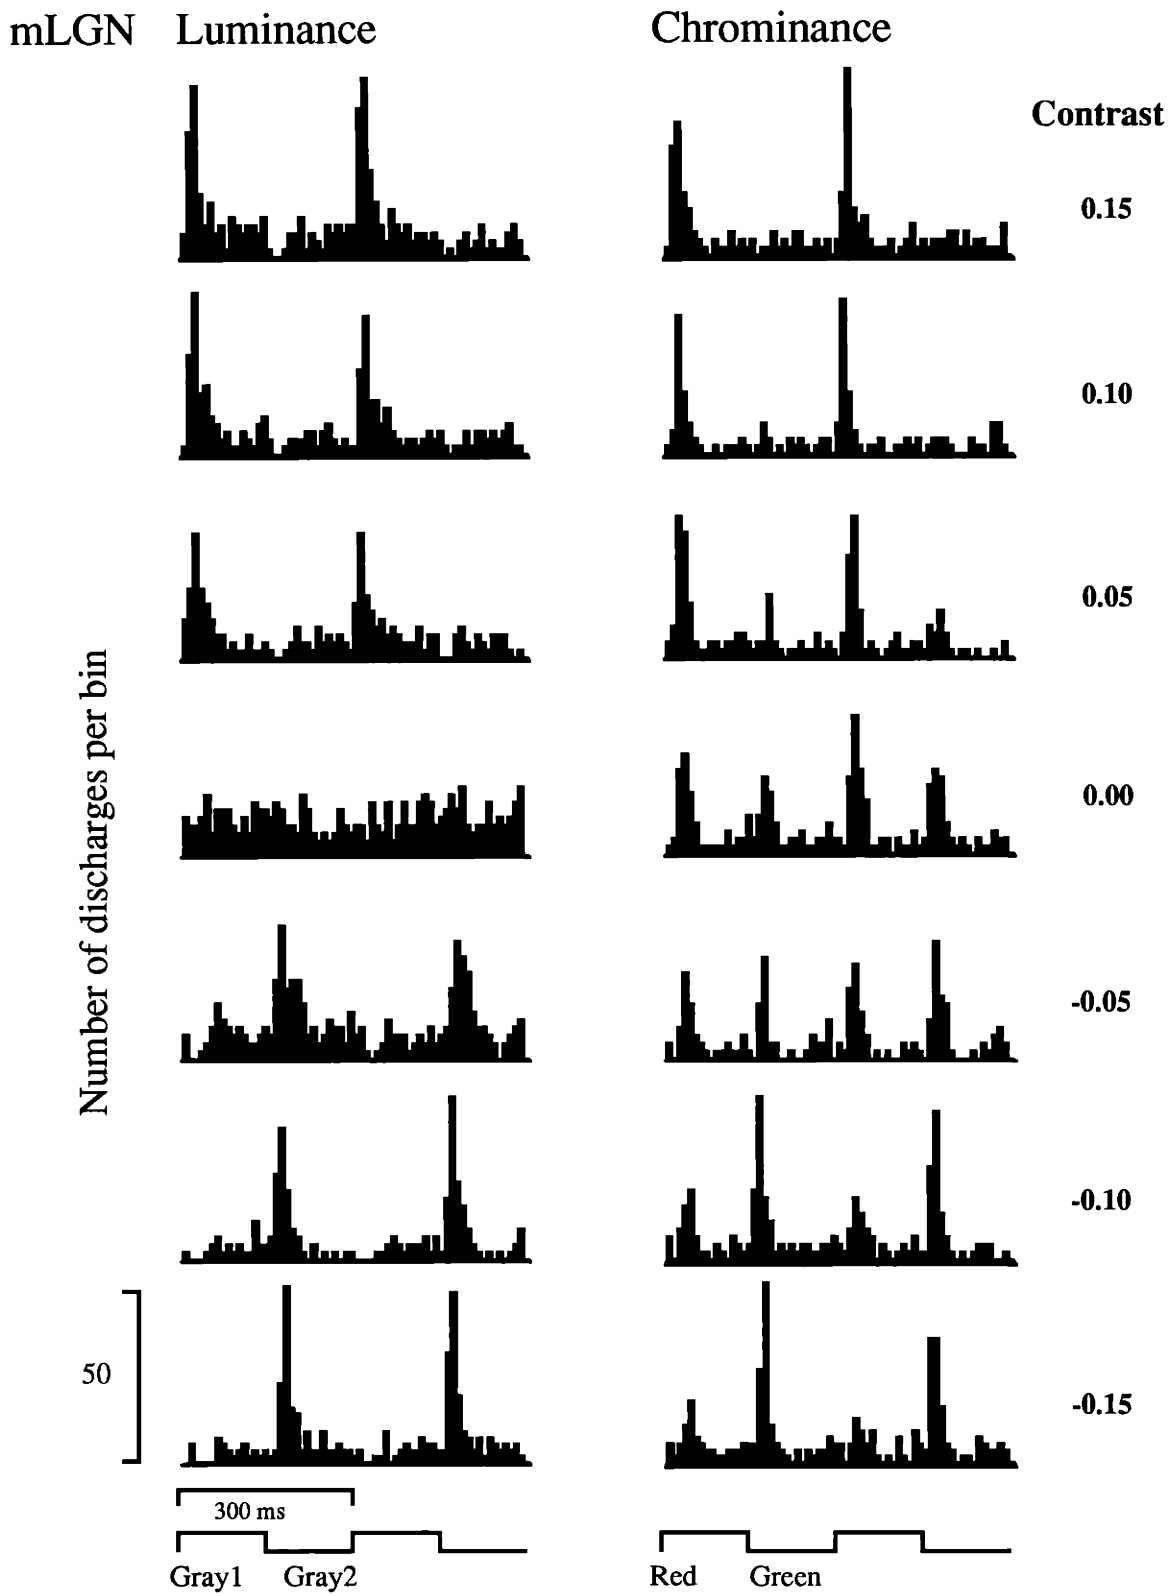 mLGN Luminance Chrominance
Contrast
0.15
0.10
0.05
Number of discharges per bin
0.00
-0.05
-0.10
50
-0.15
300 ms
Gray1 Gray2 Red Green